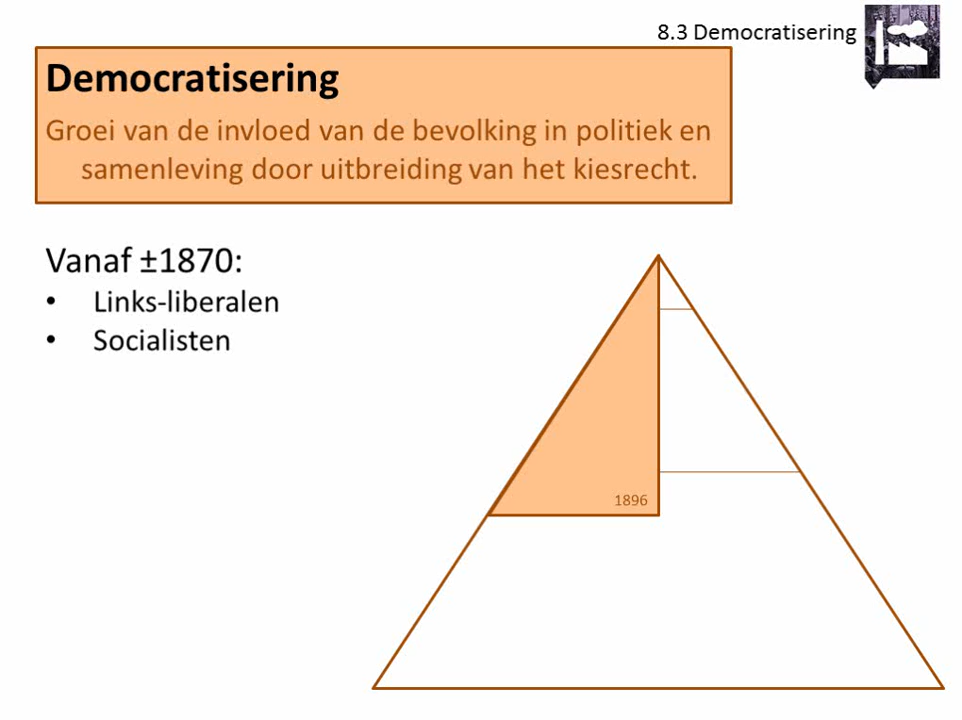 8.3 Democratisering
Democratisering
Groei van de invloed van de bevolking in politiek en
samenleving door uitbreiding van het kiesrecht.
Vanaf ±1870:
• Links-liberalen
• Socialisten
1896